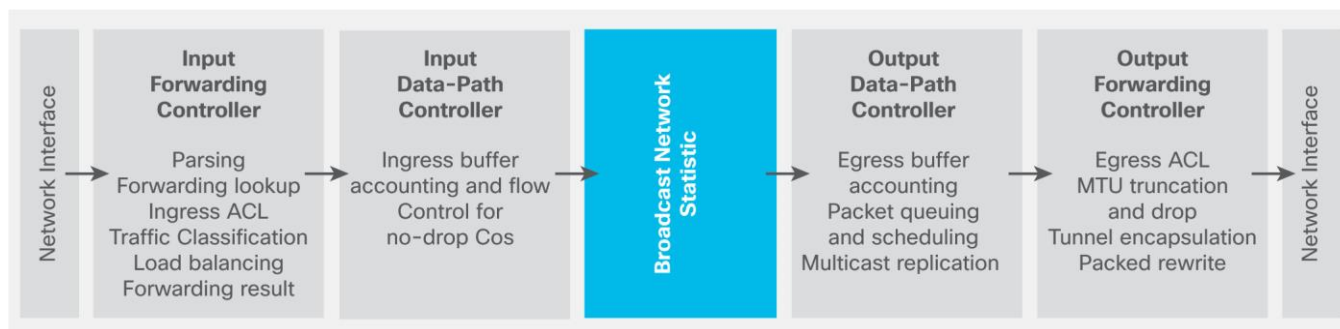 Network Interface
Input
Forwarding
Controller
Parsing
Forwarding lookup
Ingress ACL
Traffic Classification
Load balancing
Forwarding result
Input
Data-Path
Controller
Ingress buffer
accounting and flow
Control for
no-drop Cos
Broadcast Network
Statistic
Output
Data-Path
Controller
Egress buffer
accounting
Packet queuing
and scheduling
Multicast replication
Output
Forwarding
Controller
Egress ACL
MTU truncation
and drop
Tunnel encapsulation
Packed rewrite
Network Interface